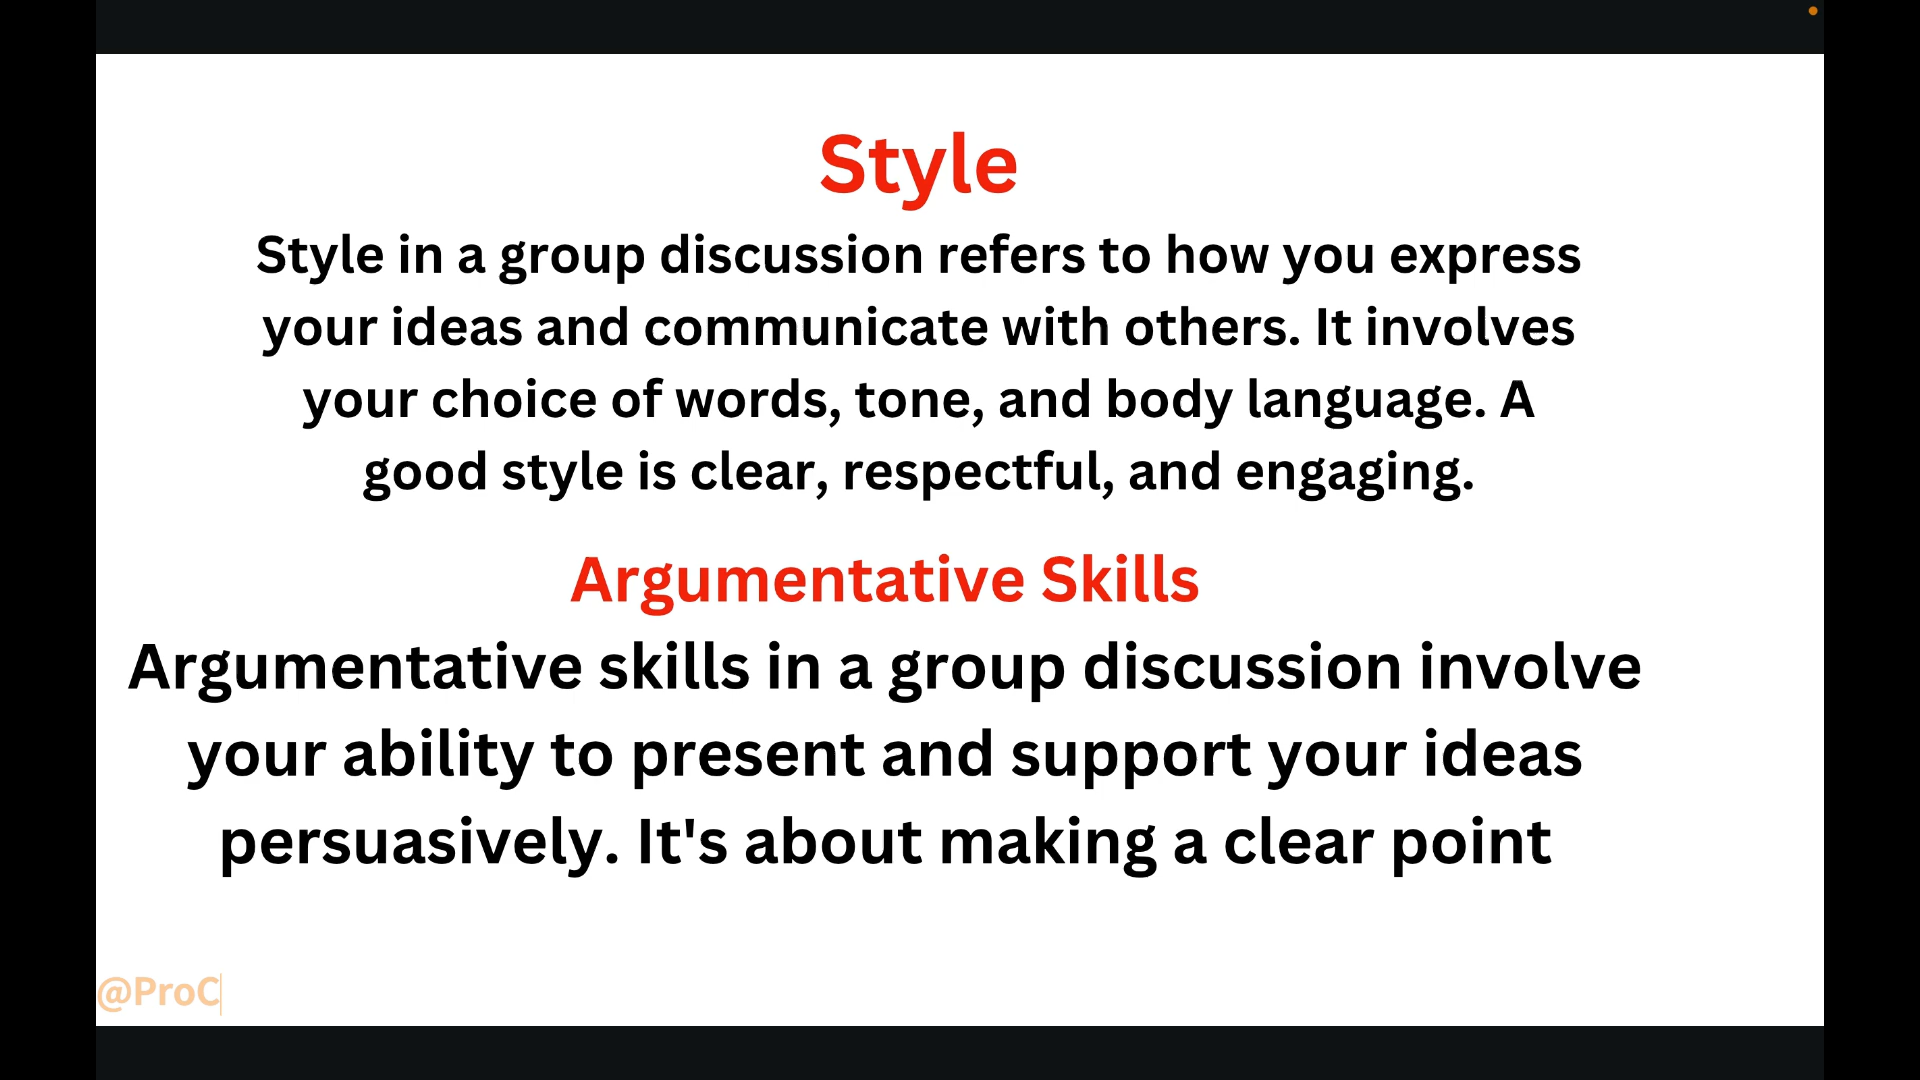 Style
Style in a group discussion refers to how you express
your ideas and communicate with others. It involves
your choice of words, tone, and body language. A
good style is clear, respectful, and engaging.
Argumentative Skills
Argumentative skills in a group discussion involve
your ability to present and support your ideas
persuasively. It's about making a clear point
@ProC